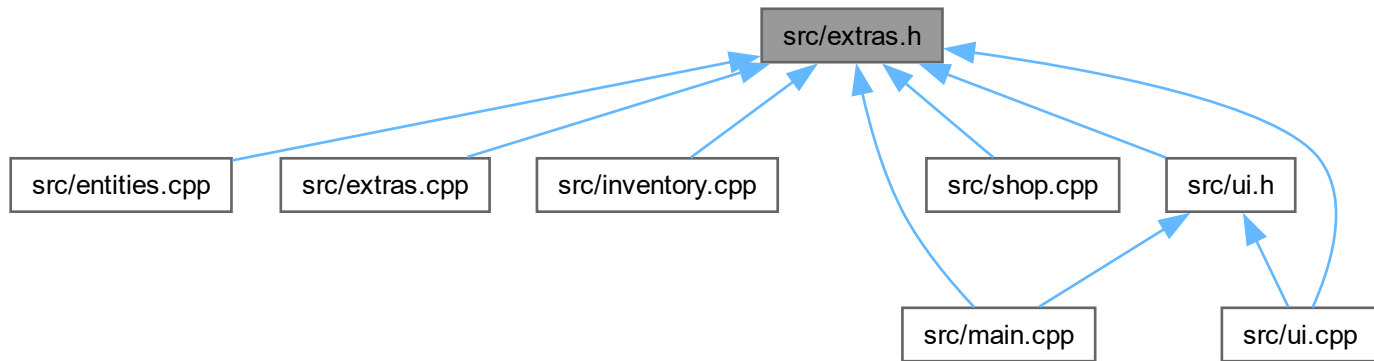 src/extras.h
src/entities.cpp
src/extras.cpp
src/inventory.cpp
src/shop.cpp
src/ui.h
src/main.cpp
src/ui.cpp